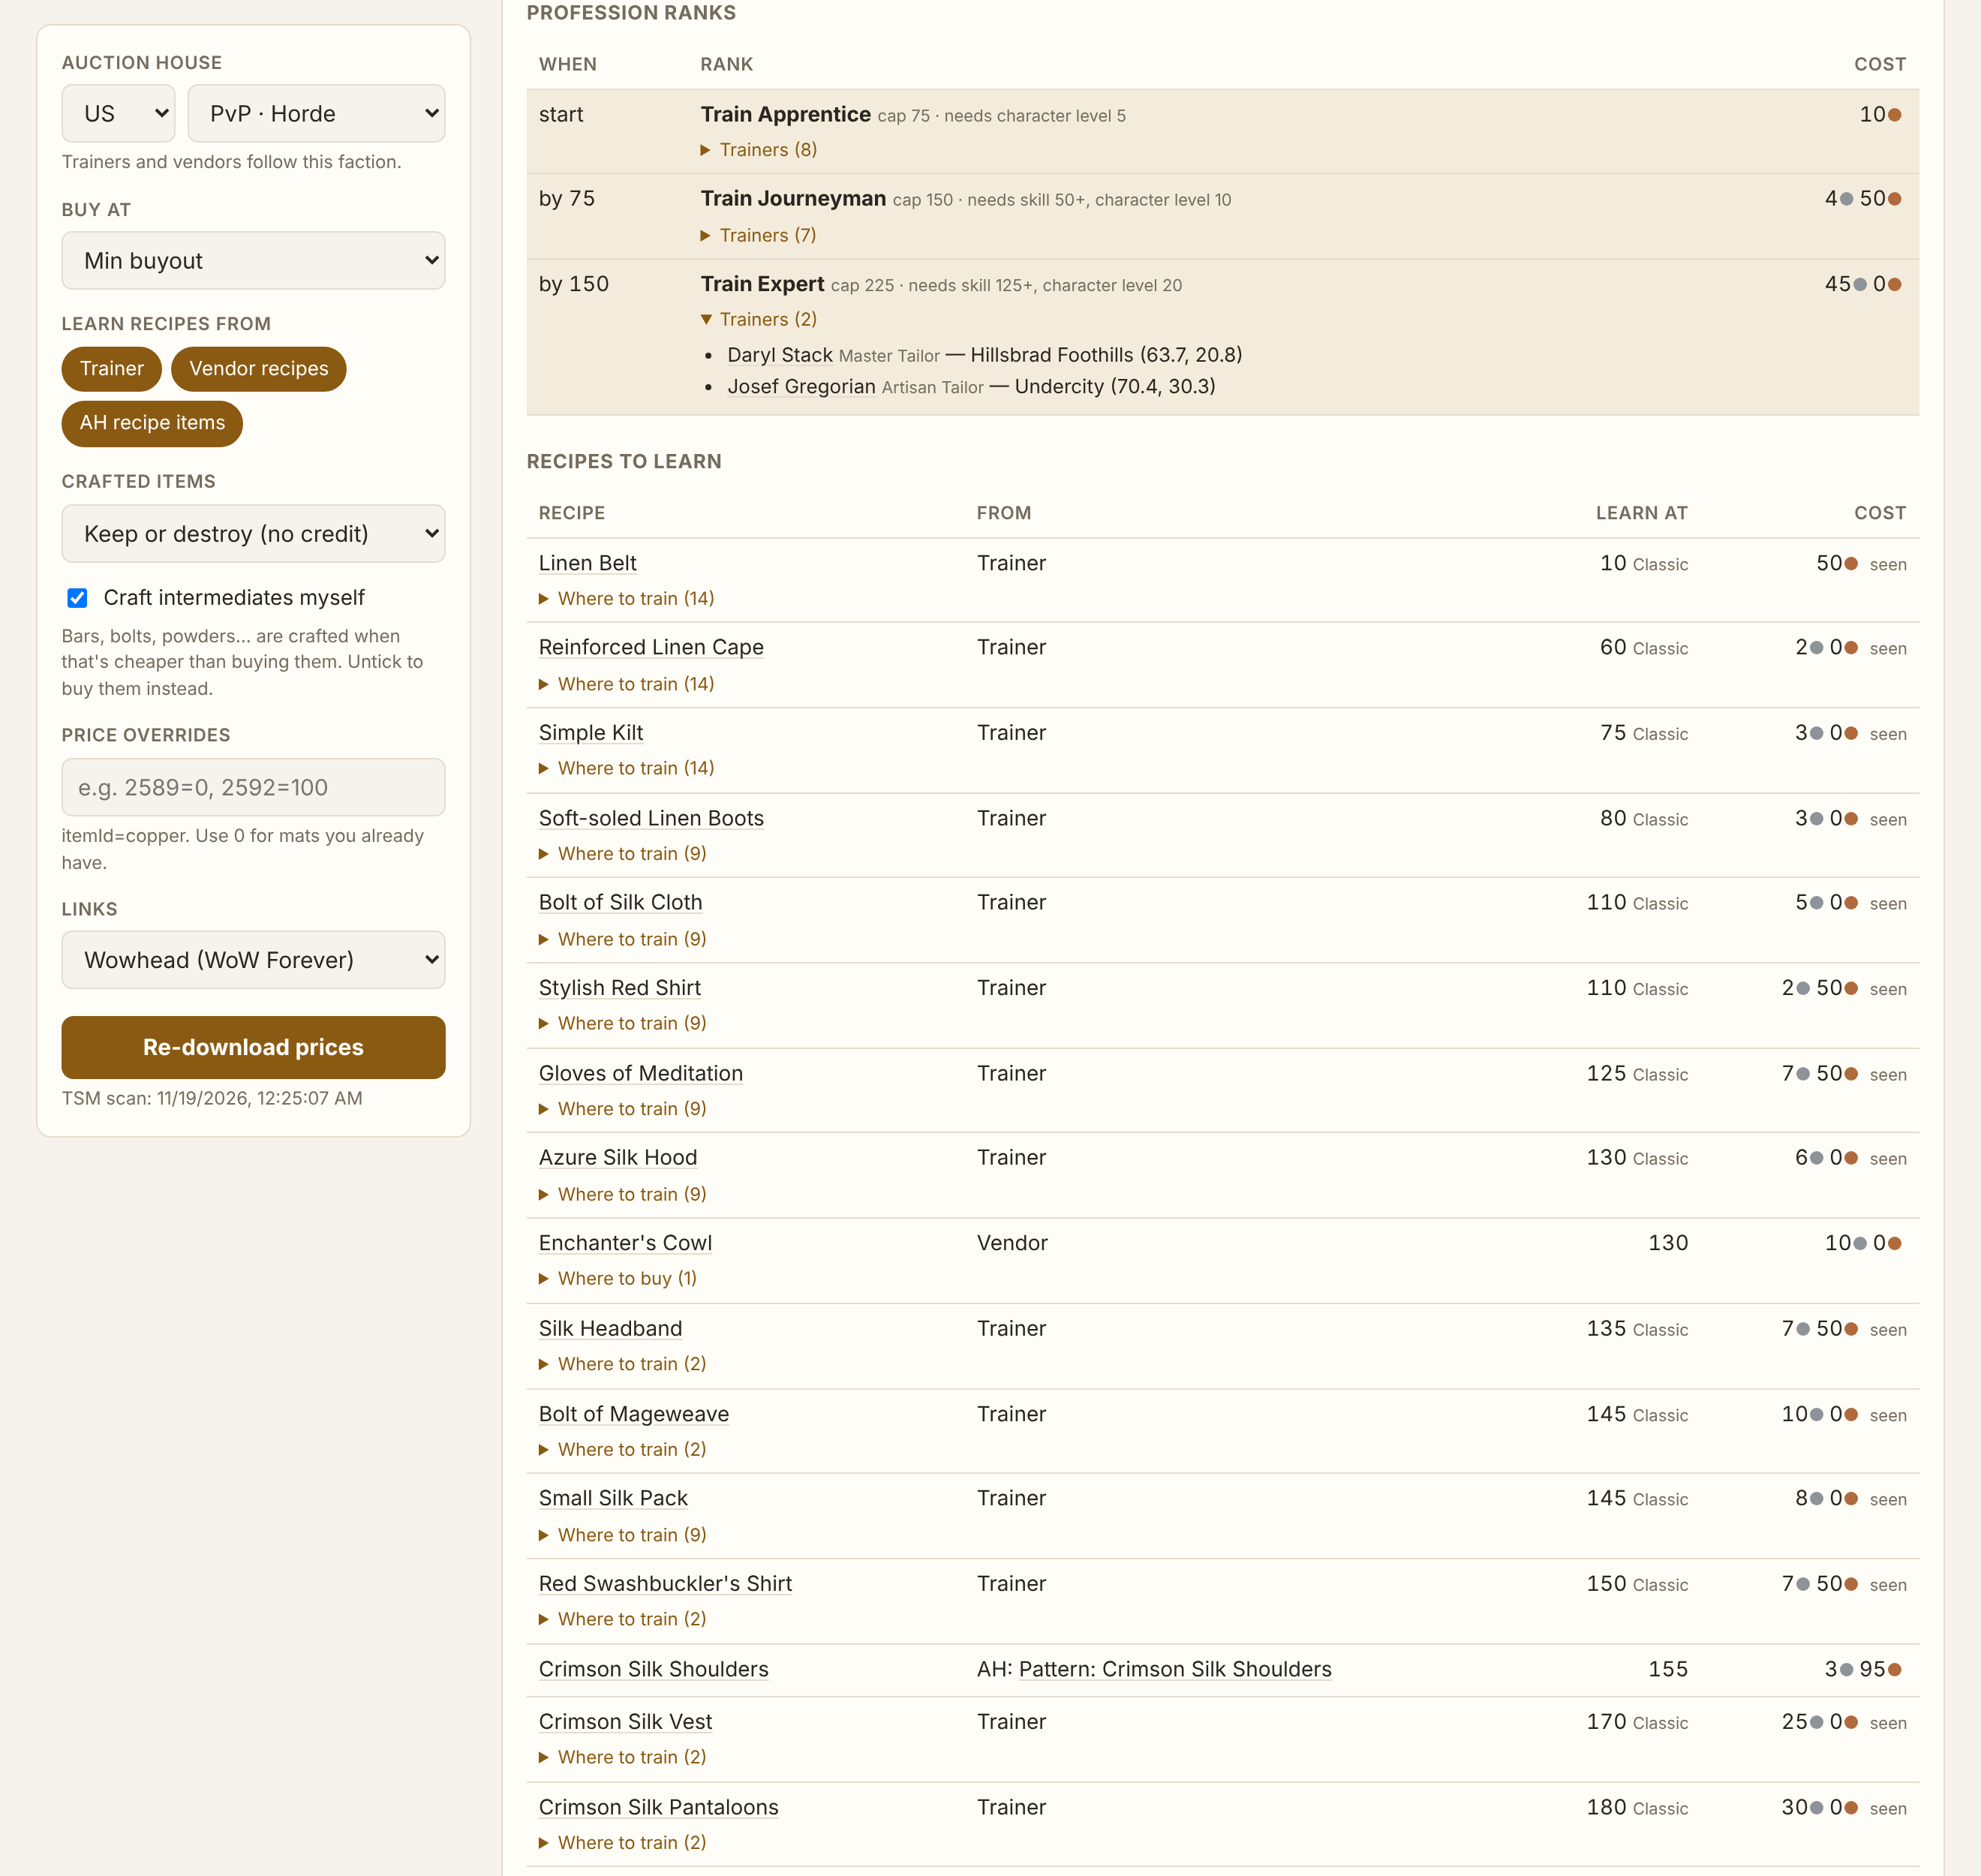 AUCTION HOUSE
US PvP · Horde
Trainers and vendors follow this faction.
BUY AT
Min buyout
LEARN RECIPES FROM
Trainer Vendor recipes
AH recipe items
CRAFTED ITEMS
Keep or destroy (no credit)
Craft intermediates myself
Bars, bolts, powders... are crafted when
that's cheaper than buying them. Untick to
buy them instead.
PRICE OVERRIDES
e.g. 2589=0, 2592=100
itemId=copper. Use 0 for mats you already
have.
LINKS
Wowhead (WoW Forever)
Re-download prices
TSM scan: 11/19/2026, 12:25:07 AM
PROFESSION RANKS
WHEN RANK COST
start Train Apprentice cap 75 · needs character level 5 10
Trainers (8)
by 75 Train Journeyman cap 150 · needs skill 50+, character level 10 4 50
Trainers (7)
by 150 Train Expert cap 225 · needs skill 125+, character level 20 45 0
Trainers (2)
• Daryl Stack Master Tailor — Hillsbrad Foothills (63.7, 20.8)
• Josef Gregorian Artisan Tailor — Undercity (70.4, 30.3)
RECIPES TO LEARN
RECIPE FROM LEARN AT COST
Linen Belt Trainer 10 Classic 50 seen
Where to train (14)
Reinforced Linen Cape Trainer 60 Classic 2 0 seen
Where to train (14)
Simple Kilt Trainer 75 Classic 3 0 seen
Where to train (14)
Soft-soled Linen Boots Trainer 80 Classic 3 0 seen
Where to train (9)
Bolt of Silk Cloth Trainer 110 Classic 5 0 seen
Where to train (9)
Stylish Red Shirt Trainer 110 Classic 2 50 seen
Where to train (9)
Gloves of Meditation Trainer 125 Classic 7 50 seen
Where to train (9)
Azure Silk Hood Trainer 130 Classic 6 0 seen
Where to train (9)
Enchanter's Cowl Vendor 130 10 0
Where to buy (1)
Silk Headband Trainer 135 Classic 7 50 seen
Where to train (2)
Bolt of Mageweave Trainer 145 Classic 10 0 seen
Where to train (2)
Small Silk Pack Trainer 145 Classic 8 0 seen
Where to train (9)
Red Swashbuckler's Shirt Trainer 150 Classic 7 50 seen
Where to train (2)
Crimson Silk Shoulders AH: Pattern: Crimson Silk Shoulders 155 3 95
Crimson Silk Vest Trainer 170 Classic 25 0 seen
Where to train (2)
Crimson Silk Pantaloons Trainer 180 Classic 30 0 seen
Where to train (2)